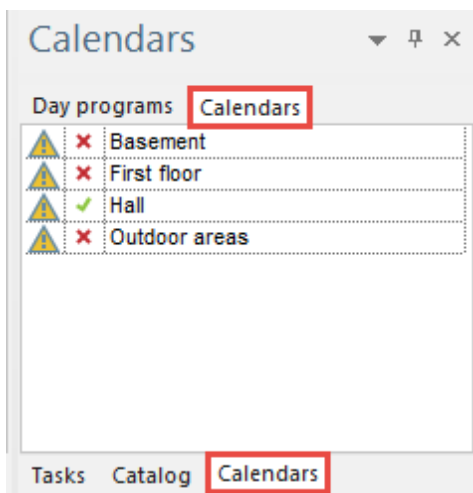 Calendars
Day programs Calendars
Basement
First floor
Hall
Outdoor areas
Tasks Catalog Calendars